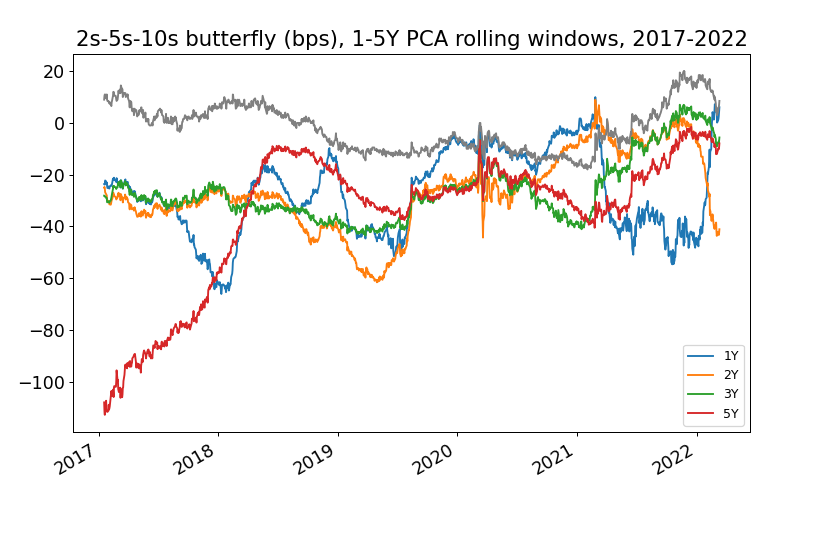 2s-5s-10s butterfly (bps), 1-5Y PCA rolling windows, 2017-2022
20
0
−20
−40
−60
−80
−100
2017
2018
2019
2020
2021
2022
1Y
2Y
3Y
5Y